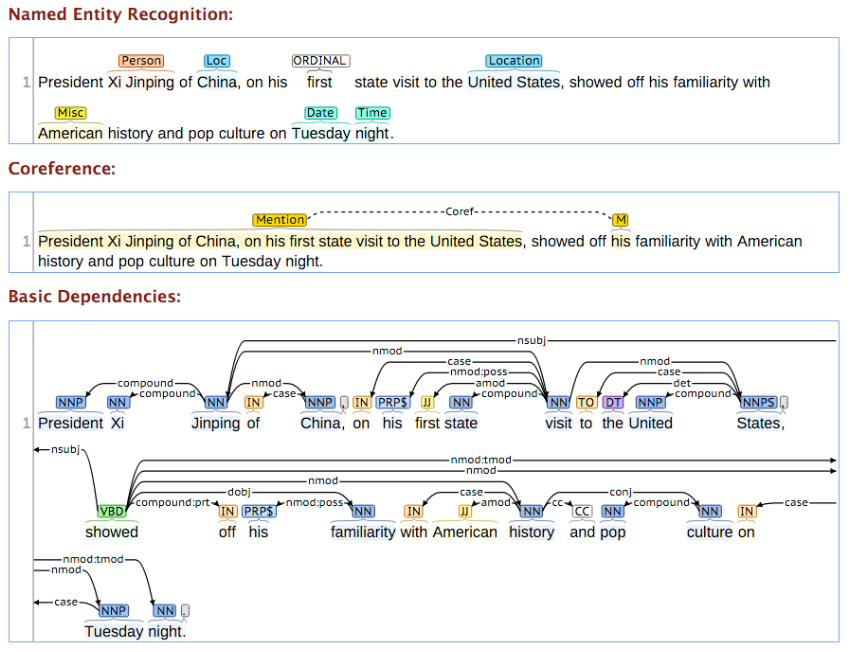 Named Entity Recognition:
Person Loc ORDINAL Location
1 President Xi Jinping of China, on his first state visit to the United States, showed off his familiarity with
Misc Date Time
American history and pop culture on Tuesday night.
Coreference:
Mention Coref M
1 President Xi Jinping of China, on his first state visit to the United States, showed off his familiarity with American
history and pop culture on Tuesday night.
Basic Dependencies:
nsubj
nmod
case nmod
nmod:poss case
compound nmod amod det
compound case compound compound
NNP NN NN IN NNP , IN PRP$ JJ NN NN TO DT NNP NNPS ,
1 President Xi Jinping of China, on his first state visit to the United States,
nsubj
nmod:tmod
nmod
nmod
dobj case conj
compound:prt nmod:poss amod cc compound case
VBD IN PRP$ NN IN JJ NN CC NN NN IN
showed off his familiarity with American history and pop culture on
nmod:tmod
nmod
case
NNP NN .
Tuesday night.